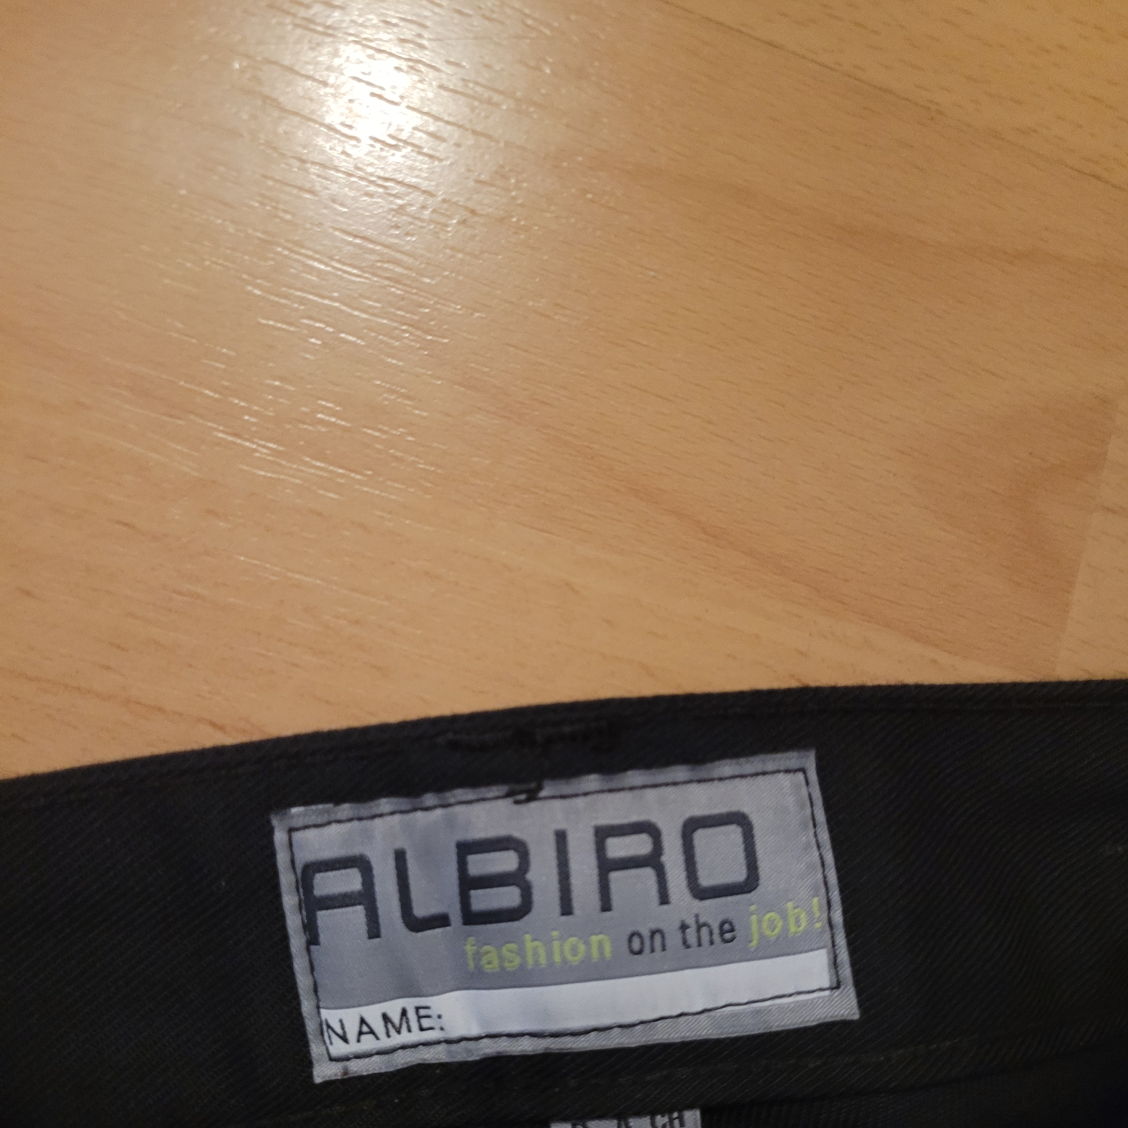 ALBIRO
fashion on the job!
NAME: